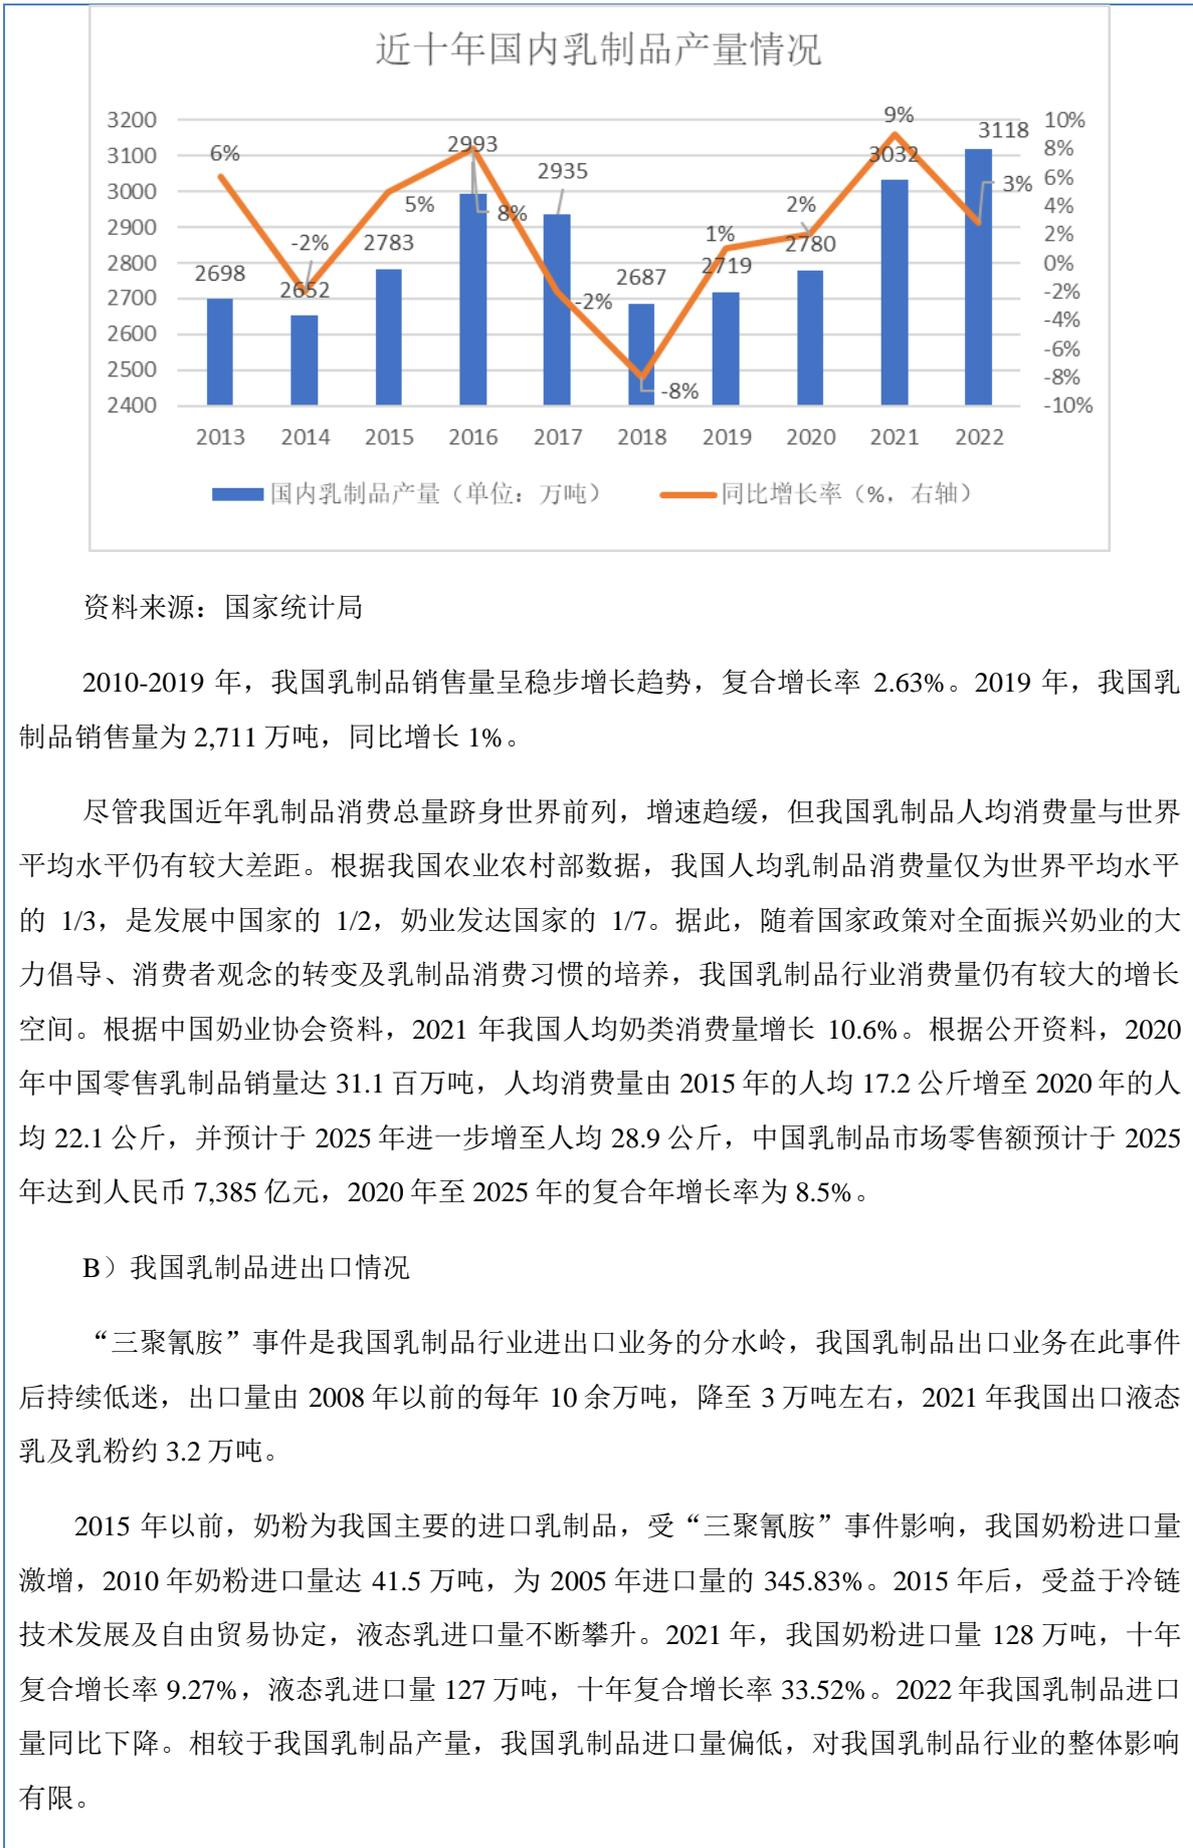 近十年国内乳制品产量情况
3200
3100
3000
2900
2800
2700
2600
2500
2400
10%
8%
6%
4%
2%
0%
-2%
-4%
-6%
-8%
-10%
2698
2652
2783
2993
2935
2687
2719
2780
3032
3118
6%
-2%
5%
8%
-2%
-8%
1%
2%
9%
3%
2013 2014 2015 2016 2017 2018 2019 2020 2021 2022
国内乳制品产量（单位：万吨） 同比增长率（%，右轴）
资料来源：国家统计局
2010-2019 年，我国乳制品销售量呈稳步增长趋势，复合增长率 2.63%。2019 年，我国乳
制品销售量为 2,711 万吨，同比增长 1%。
尽管我国近年乳制品消费总量跻身世界前列，增速趋缓，但我国乳制品人均消费量与世界
平均水平仍有较大差距。根据我国农业农村部数据，我国人均乳制品消费量仅为世界平均水平
的 1/3，是发展中国家的 1/2，奶业发达国家的 1/7。据此，随着国家政策对全面振兴奶业的大
力倡导、消费者观念的转变及乳制品消费习惯的培养，我国乳制品行业消费量仍有较大的增长
空间。根据中国奶业协会资料，2021 年我国人均奶类消费量增长 10.6%。根据公开资料，2020
年中国零售乳制品销量达 31.1 百万吨，人均消费量由 2015 年的人均 17.2 公斤增至 2020 年的人
均 22.1 公斤，并预计于 2025 年进一步增至人均 28.9 公斤，中国乳制品市场零售额预计于 2025
年达到人民币 7,385 亿元，2020 年至 2025 年的复合年增长率为 8.5%。
B）我国乳制品进出口情况
“三聚氰胺”事件是我国乳制品行业进出口业务的分水岭，我国乳制品出口业务在此事件
后持续低迷，出口量由 2008 年以前的每年 10 余万吨，降至 3 万吨左右，2021 年我国出口液态
乳及乳粉约 3.2 万吨。
2015 年以前，奶粉为我国主要的进口乳制品，受“三聚氰胺”事件影响，我国奶粉进口量
激增，2010 年奶粉进口量达 41.5 万吨，为 2005 年进口量的 345.83%。2015 年后，受益于冷链
技术发展及自由贸易协定，液态乳进口量不断攀升。2021 年，我国奶粉进口量 128 万吨，十年
复合增长率 9.27%，液态乳进口量 127 万吨，十年复合增长率 33.52%。2022 年我国乳制品进口
量同比下降。相较于我国乳制品产量，我国乳制品进口量偏低，对我国乳制品行业的整体影响
有限。